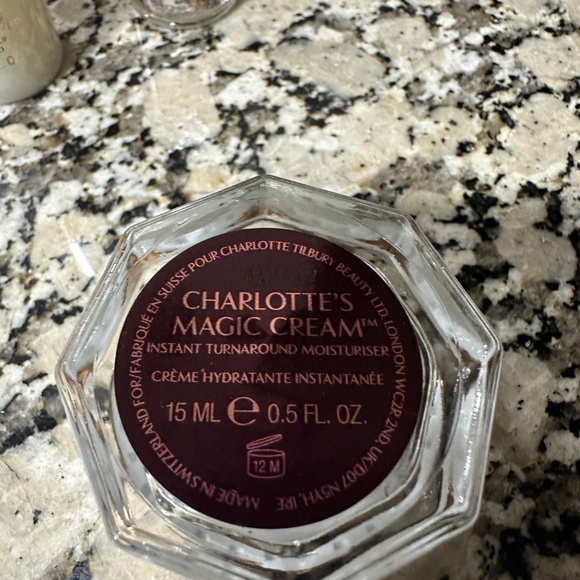 MADE IN SWITZERLAND FOR/FABRIQUÉ EN SUISSE POUR CHARLOTTE TILBURY BEAUTY LTD, LONDON WC2R 2ND, UK/D07 N5YH, IRE
CHARLOTTE'S
MAGIC CREAM™
INSTANT TURNAROUND MOISTURISER
CRÈME HYDRATANTE INSTANTANÉE
15 ML ℮ 0.5 FL. OZ.
12 M